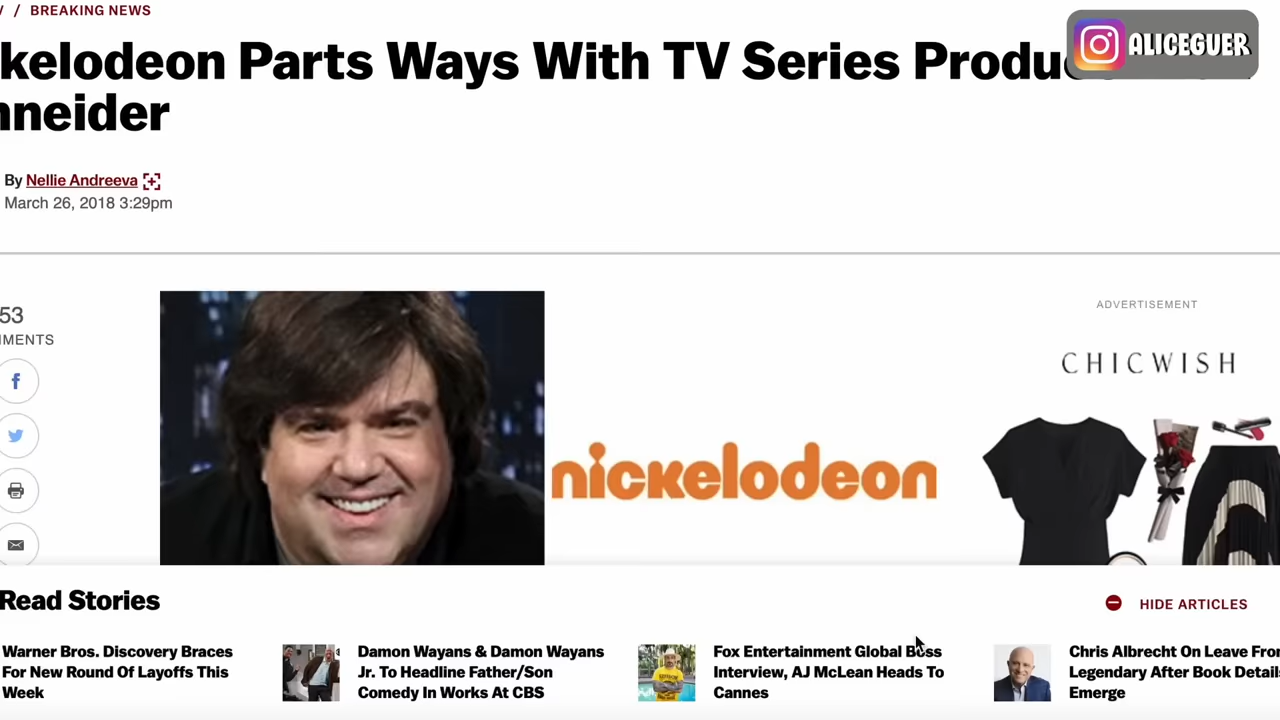 / BREAKING NEWS
kelodeon Parts Ways With TV Series Produ
hneider
By Nellie Andreeva
March 26, 2018 3:29pm
ALICEGUER
53
MENTS
ADVERTISEMENT
CHICWISH
nickelodeon
Read Stories
HIDE ARTICLES
Warner Bros. Discovery Braces
For New Round Of Layoffs This
Week
Damon Wayans & Damon Wayans
Jr. To Headline Father/Son
Comedy In Works At CBS
Fox Entertainment Global Boss
Interview, AJ McLean Heads To
Cannes
Chris Albrecht On Leave Fro
Legendary After Book Detail
Emerge